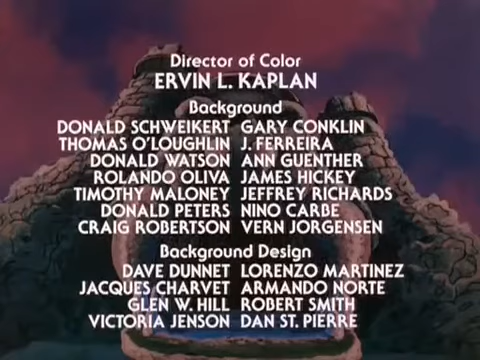 Director of Color
ERVIN L. KAPLAN
Background
DONALD SCHWEIKERT GARY CONKLIN
THOMAS O'LOUGHLIN J. FERREIRA
DONALD WATSON ANN GUENTHER
ROLANDO OLIVA JAMES HICKEY
TIMOTHY MALONEY JEFFREY RICHARDS
DONALD PETERS NINO CARBE
CRAIG ROBERTSON VERN JORGENSEN
Background Design
DAVE DUNNET LORENZO MARTINEZ
JACQUES CHARVET ARMANDO NORTE
GLEN W. HILL ROBERT SMITH
VICTORIA JENSON DAN ST. PIERRE